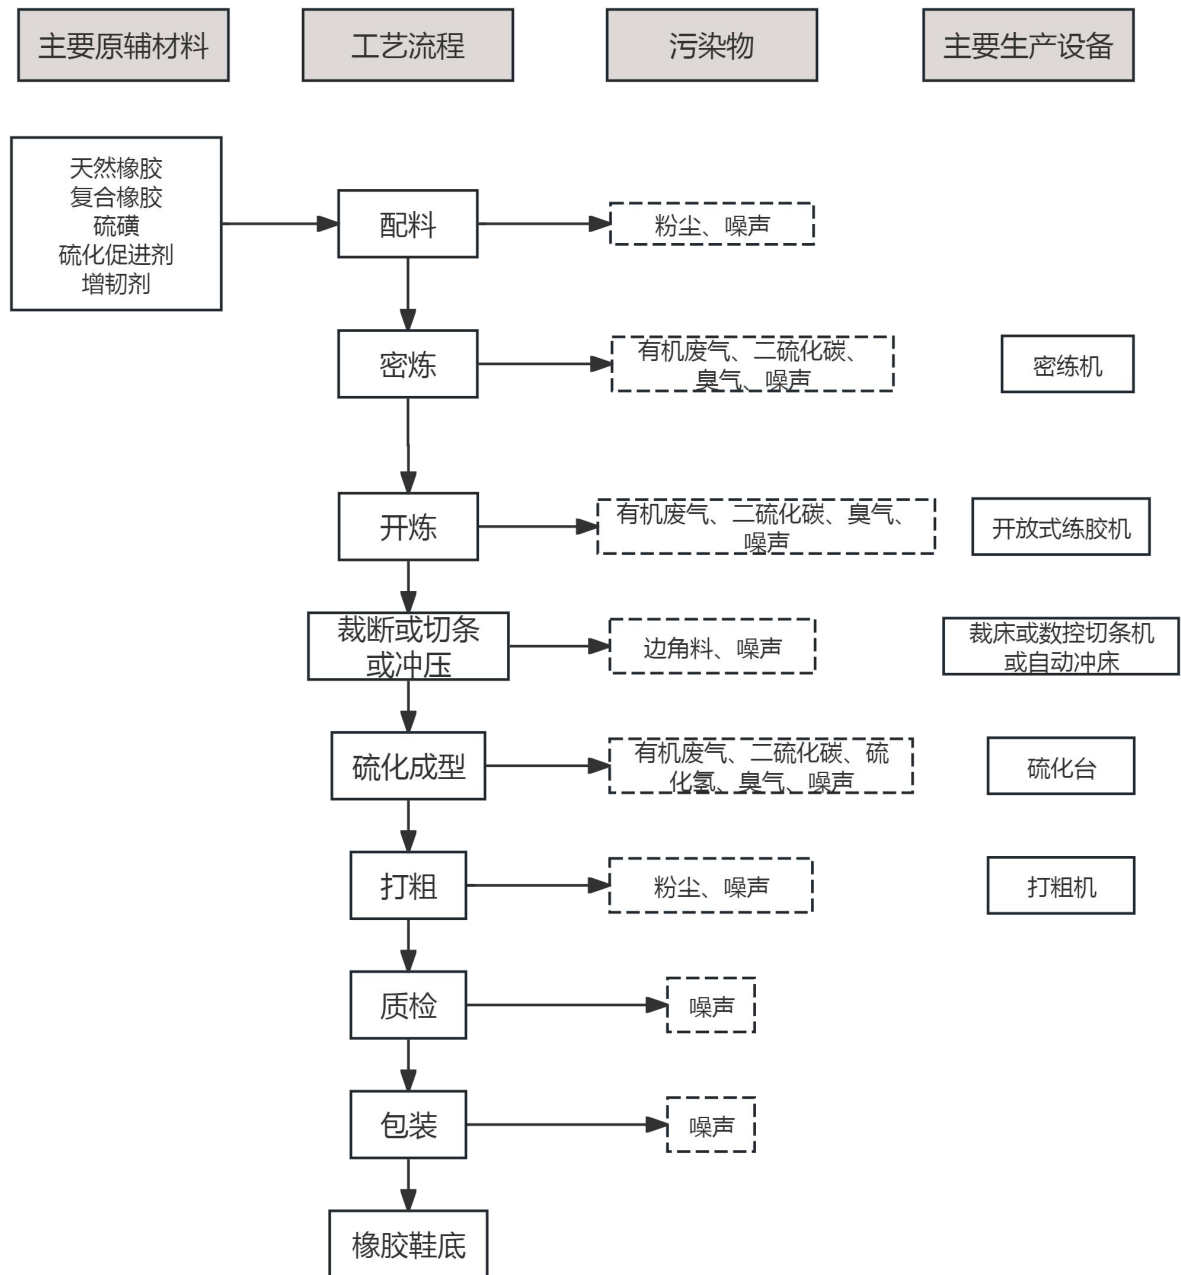 主要原辅材料
工艺流程
污染物
主要生产设备
天然橡胶
复合橡胶
硫磺
硫化促进剂
增韧剂
配料
粉尘、噪声
密炼
有机废气、二硫化碳、
臭气、噪声
密练机
开炼
有机废气、二硫化碳、臭气、
噪声
开放式练胶机
裁断或切条
或冲压
边角料、噪声
裁床或数控切条机
或自动冲床
硫化成型
有机废气、二硫化碳、硫
化氢、臭气、噪声
硫化台
打粗
粉尘、噪声
打粗机
质检
噪声
包装
噪声
橡胶鞋底